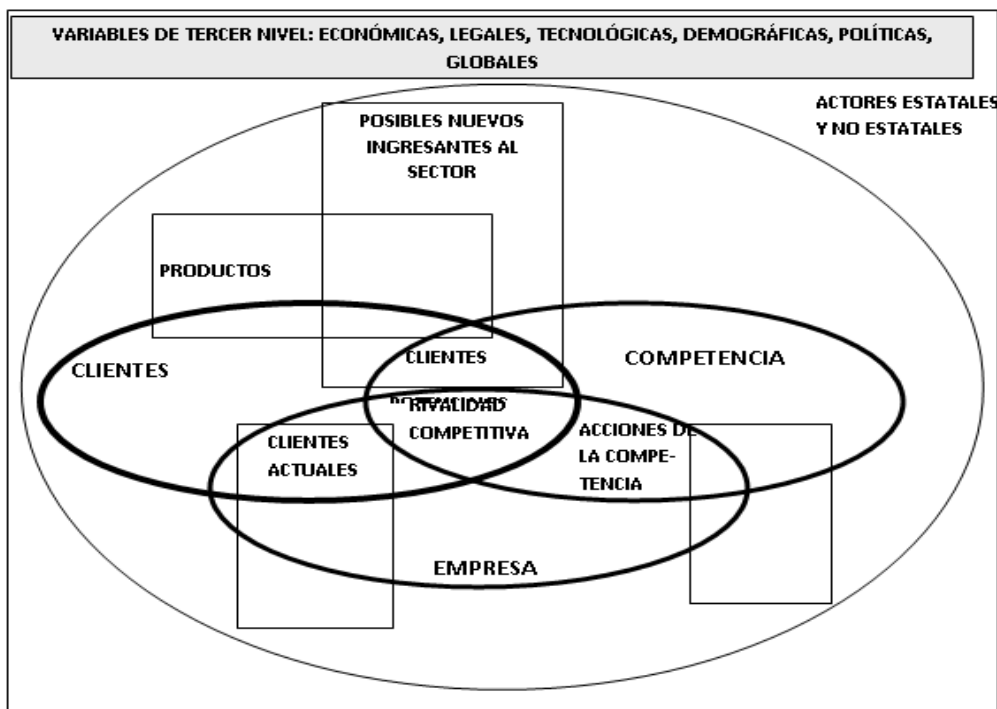 VARIABLES DE TERCER NIVEL: ECONÓMICAS, LEGALES, TECNOLÓGICAS, DEMOGRÁFICAS, POLÍTICAS,
GLOBALES
ACTORES ESTATALES
Y NO ESTATALES
POSIBLES NUEVOS
INGRESANTES AL
SECTOR
PRODUCTOS
CLIENTES
CLIENTES
COMPETENCIA
RIVALIDAD
COMPETITIVA
CLIENTES
ACTUALES
ACCIONES DE
LA COMPE-
TENCIA
EMPRESA